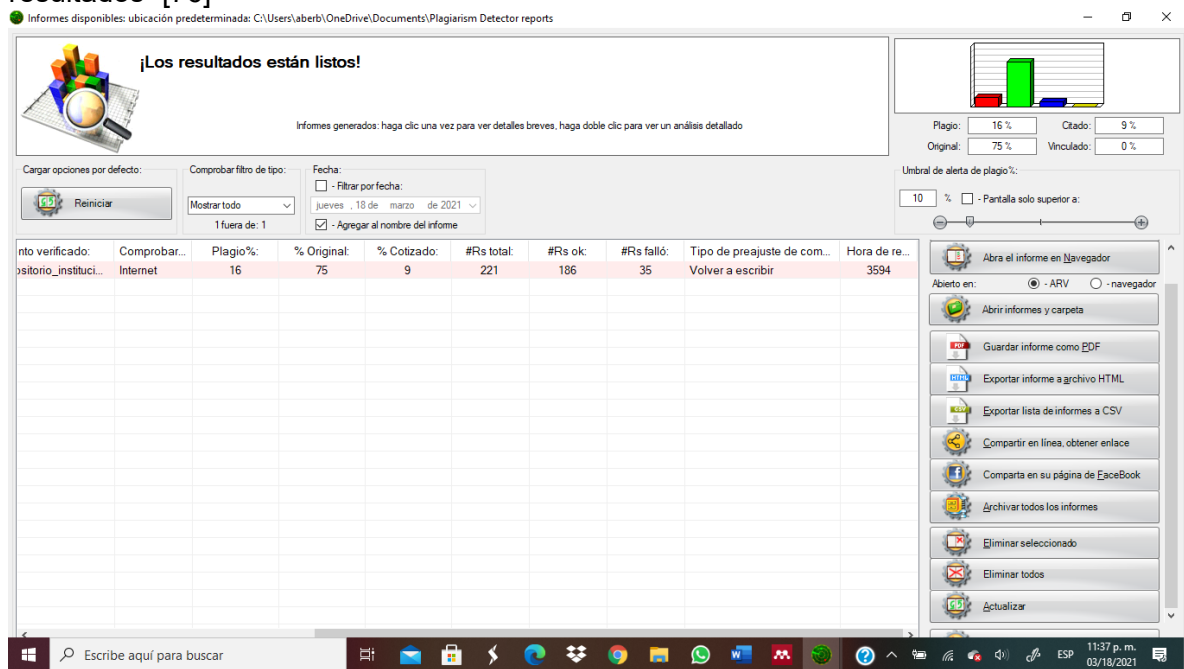 Informes disponibles: ubicación predeterminada: C:\Users\aberb\OneDrive\Documents\Plagiarism Detector reports
¡Los resultados están listos!
Informes generados: haga clic una vez para ver detalles breves, haga doble clic para ver un análisis detallado
Plagio: 16 % Citado: 9 %
Original: 75 % Vinculado: 0 %
Cargar opciones por defecto: Comprobar filtro de tipo: Fecha: Umbral de alerta de plagio%:
- Filtrar por fecha:
Reiniciar Mostrar todo jueves , 18 de marzo de 2021 10 % - Pantalla solo superior a:
1 fuera de: 1 - Agregar al nombre del informe
nto verificado: Comprobar... Plagio%: % Original: % Cotizado: #Rs total: #Rs ok: #Rs falló: Tipo de preajuste de com... Hora de re...
ositorio_instituci... Internet 16 75 9 221 186 35 Volver a escribir 3594
Abra el informe en Navegador
Abierto en: - ARV - navegador
Abrir informes y carpeta
Guardar informe como PDF
Exportar informe a archivo HTML
Exportar lista de informes a CSV
Compartir en línea, obtener enlace
Comparta en su página de FaceBook
Archivar todos los informes
Eliminar seleccionado
Eliminar todos
Actualizar
Escribe aquí para buscar ESP 11:37 p. m.
03/18/2021